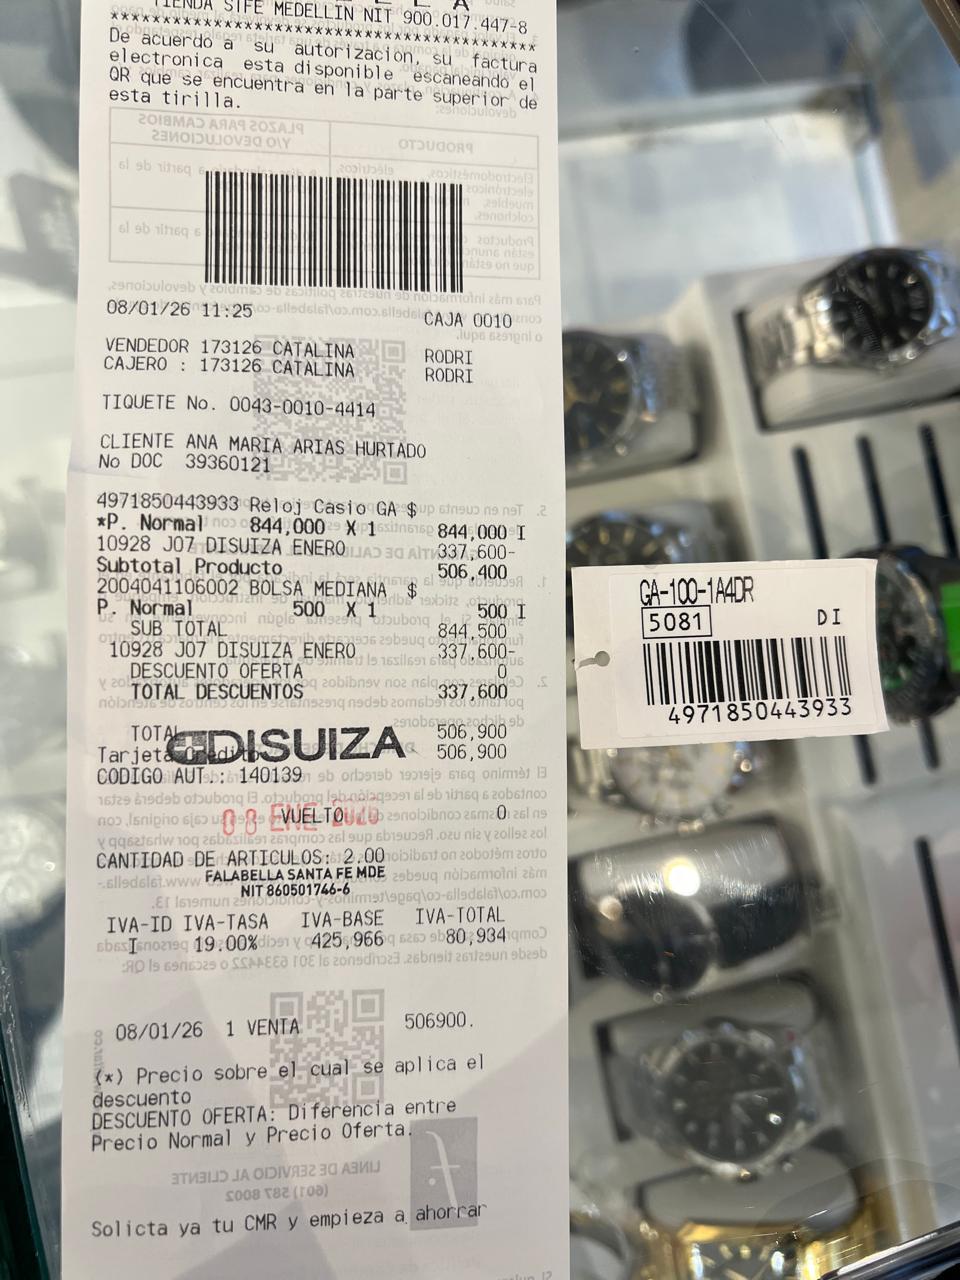 TIENDA STFE MEDELLIN NIT 900.017.447-8
********************************************
De acuerdo a su autorizacion, su factura
electronica esta disponible escaneando el
QR que se encuentra en la parte superior de
esta tirilla.
08/01/26 11:25 CAJA 0010
VENDEDOR 173126 CATALINA RODRI
CAJERO : 173126 CATALINA RODRI
TIQUETE No. 0043-0010-4414
CLIENTE ANA MARIA ARIAS HURTADO
No DOC 39360121
4971850443933 Reloj Casio GA $
*P. Normal 844,000 X 1 844,000 I
10928 J07 DISUIZA ENERO 337,600-
Subtotal Producto 506,400
2004041106002 BOLSA MEDIANA $
P. Normal 500 X 1 500 I
SUB TOTAL 844,500
10928 J07 DISUIZA ENERO 337,600-
DESCUENTO OFERTA 0
TOTAL DESCUENTOS 337,600
TOTAL 506,900
DISUIZA
Tarjeta Credito 506,900
CODIGO AUT.: 140139
08 ENE 2026
VUELTO 0
CANTIDAD DE ARTICULOS: 2.00
FALABELLA SANTA FE MDE
NIT 860501746-6
IVA-ID IVA-TASA IVA-BASE IVA-TOTAL
I 19.00% 425,966 80,934
08/01/26 1 VENTA 506900.
(*) Precio sobre el cual se aplica el
descuento
DESCUENTO OFERTA: Diferencia entre
Precio Normal y Precio Oferta.
Solicta ya tu CMR y empieza a ahorrar
GA-100-1A4DR
5081 DI
4971850443933